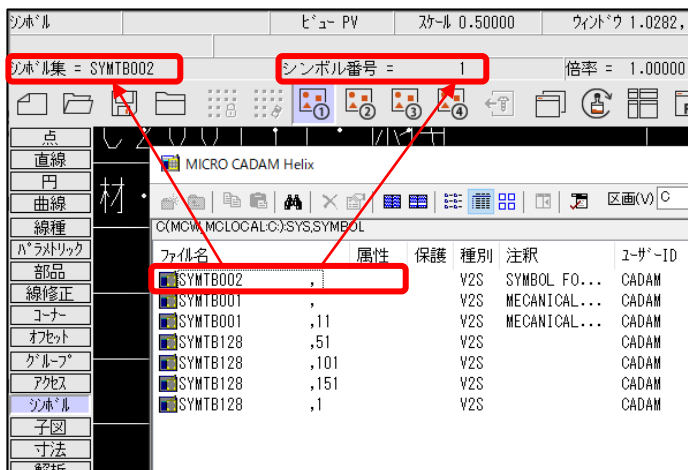 ｼﾝﾎﾞﾙ ﾋﾞｭｰ PV ｽｹｰﾙ 0.50000 ｳｨﾝﾄﾞｳ 1.0282,
ｼﾝﾎﾞﾙ集 = SYMTB002 シンボル番号 = 1 倍率 = 1.00000
① ② ③ ④
点
直線
円
曲線
線種
ﾊﾟﾗﾒﾄﾘｯｸ
部品
線修正
ｺｰﾅｰ
ｵﾌｾｯﾄ
ｸﾞﾙｰﾌﾟ
ｱｸｾｽ
ｼﾝﾎﾞﾙ
子図
寸法
解析
材・
MICRO CADAM Helix
区画(V) C
C(MCW,MCLOCAL:C:):SYS,SYMBOL
ﾌｧｲﾙ名 属性 保護 種別 注釈 ﾕｰｻﾞｰID
SYMTB002 , V2S SYMBOL FO... CADAM
SYMTB001 , V2S MECANICAL... CADAM
SYMTB001 ,11 V2S MECANICAL... CADAM
SYMTB128 ,51 V2S CADAM
SYMTB128 ,101 V2S CADAM
SYMTB128 ,151 V2S CADAM
SYMTB128 ,1 V2S CADAM